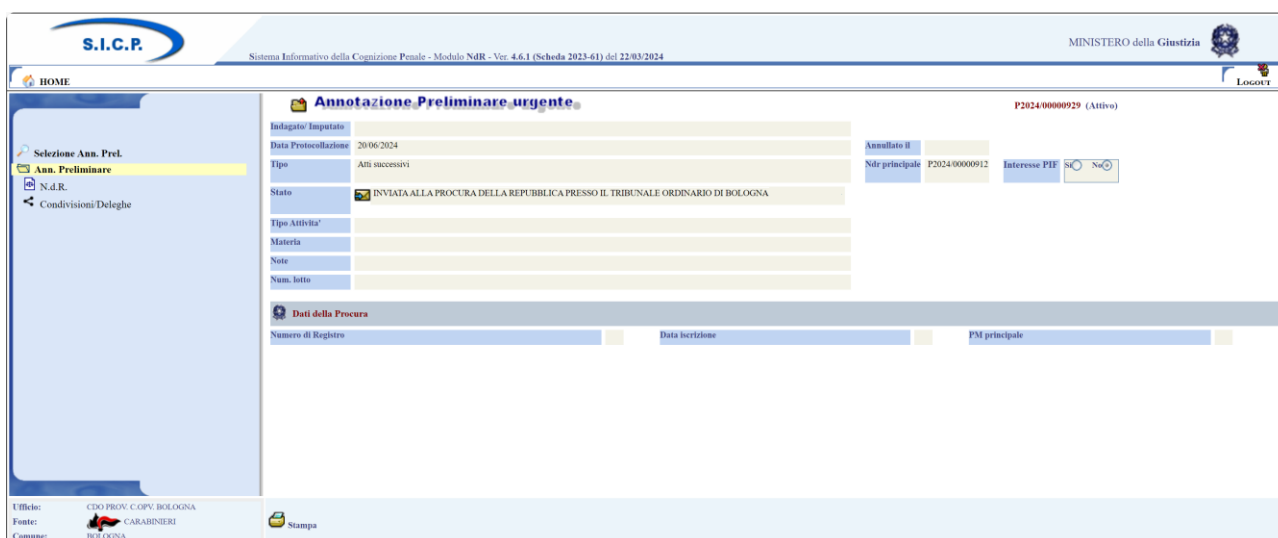 S.I.C.P.
Sistema Informativo della Cognizione Penale - Modulo NdR - Ver. 4.6.1 (Scheda 2023-61) del 22/03/2024
MINISTERO della Giustizia
HOME
LOGOUT
Annotazione Preliminare urgente
P2024/00000929 (Attivo)
Selezione Ann. Prel.
Ann. Preliminare
N.d.R.
Condivisioni/Deleghe
Indagato/ Imputato
Data Protocollazione 20/06/2024 Annullato il
Tipo Atti successivi Ndr principale P2024/00000912 Interesse PIF Si No
Stato INVIATA ALLA PROCURA DELLA REPUBBLICA PRESSO IL TRIBUNALE ORDINARIO DI BOLOGNA
Tipo Attivita'
Materia
Note
Num. lotto
Dati della Procura
Numero di Registro Data iscrizione PM principale
Ufficio: CDO PROV. C.OPV. BOLOGNA
Fonte: CARABINIERI
Comune: BOLOGNA
Stampa